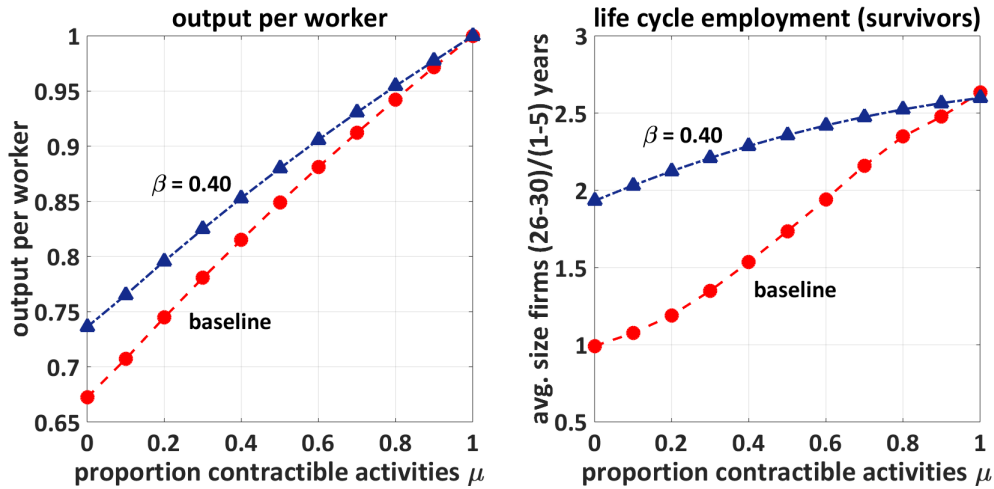 output per worker
output per worker
1
0.95
0.9
0.85
0.8
0.75
0.7
0.65
β = 0.40
baseline
0 0.2 0.4 0.6 0.8 1
proportion contractible activities μ
life cycle employment (survivors)
avg. size firms (26-30)/(1-5) years
3
2.5
2
1.5
1
0.5
β = 0.40
baseline
0 0.2 0.4 0.6 0.8 1
proportion contractible activities μ